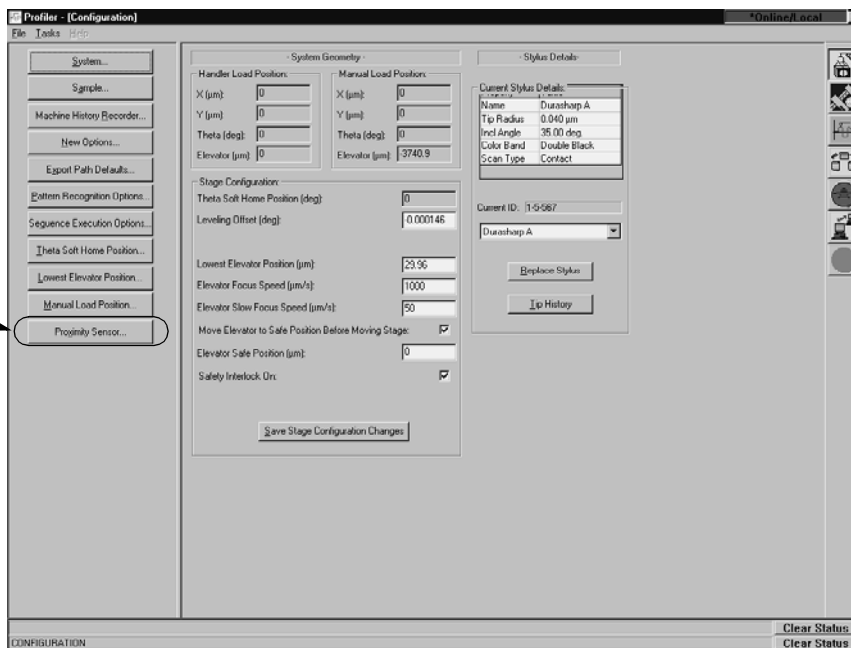 Profiler - [Configuration]
*Online/Local
File Tasks Help
System...
Sample...
Machine History Recorder...
New Options...
Export Path Defaults...
Pattern Recognition Options...
Sequence Execution Options...
Theta Soft Home Position...
Lowest Elevator Position...
Manual Load Position...
Proximity Sensor...
- System Geometry -
Handler Load Position:
X (µm): 0
Y (µm): 0
Theta (deg): 0
Elevator (µm): 0
Manual Load Position:
X (µm): 0
Y (µm): 0
Theta (deg): 0
Elevator (µm): -3740.9
Stage Configuration:
Theta Soft Home Position (deg): 0
Leveling Offset (deg): -0.000146
Lowest Elevator Position (µm): 29.96
Elevator Focus Speed (µm/s): 1000
Elevator Slow Focus Speed (µm/s): 50
Move Elevator to Safe Position Before Moving Stage:
Elevator Safe Position (µm): 0
Safety Interlock On:
Save Stage Configuration Changes
- Stylus Details-
Current Stylus Details:
Name Durasharp A
Tip Radius 0.040 µm
Incl Angle 35.00 deg
Color Band Double Black
Scan Type Contact
Current ID: 1-5-567
Durasharp A
Replace Stylus
Tip History
Clear Status
CONFIGURATION
Clear Status